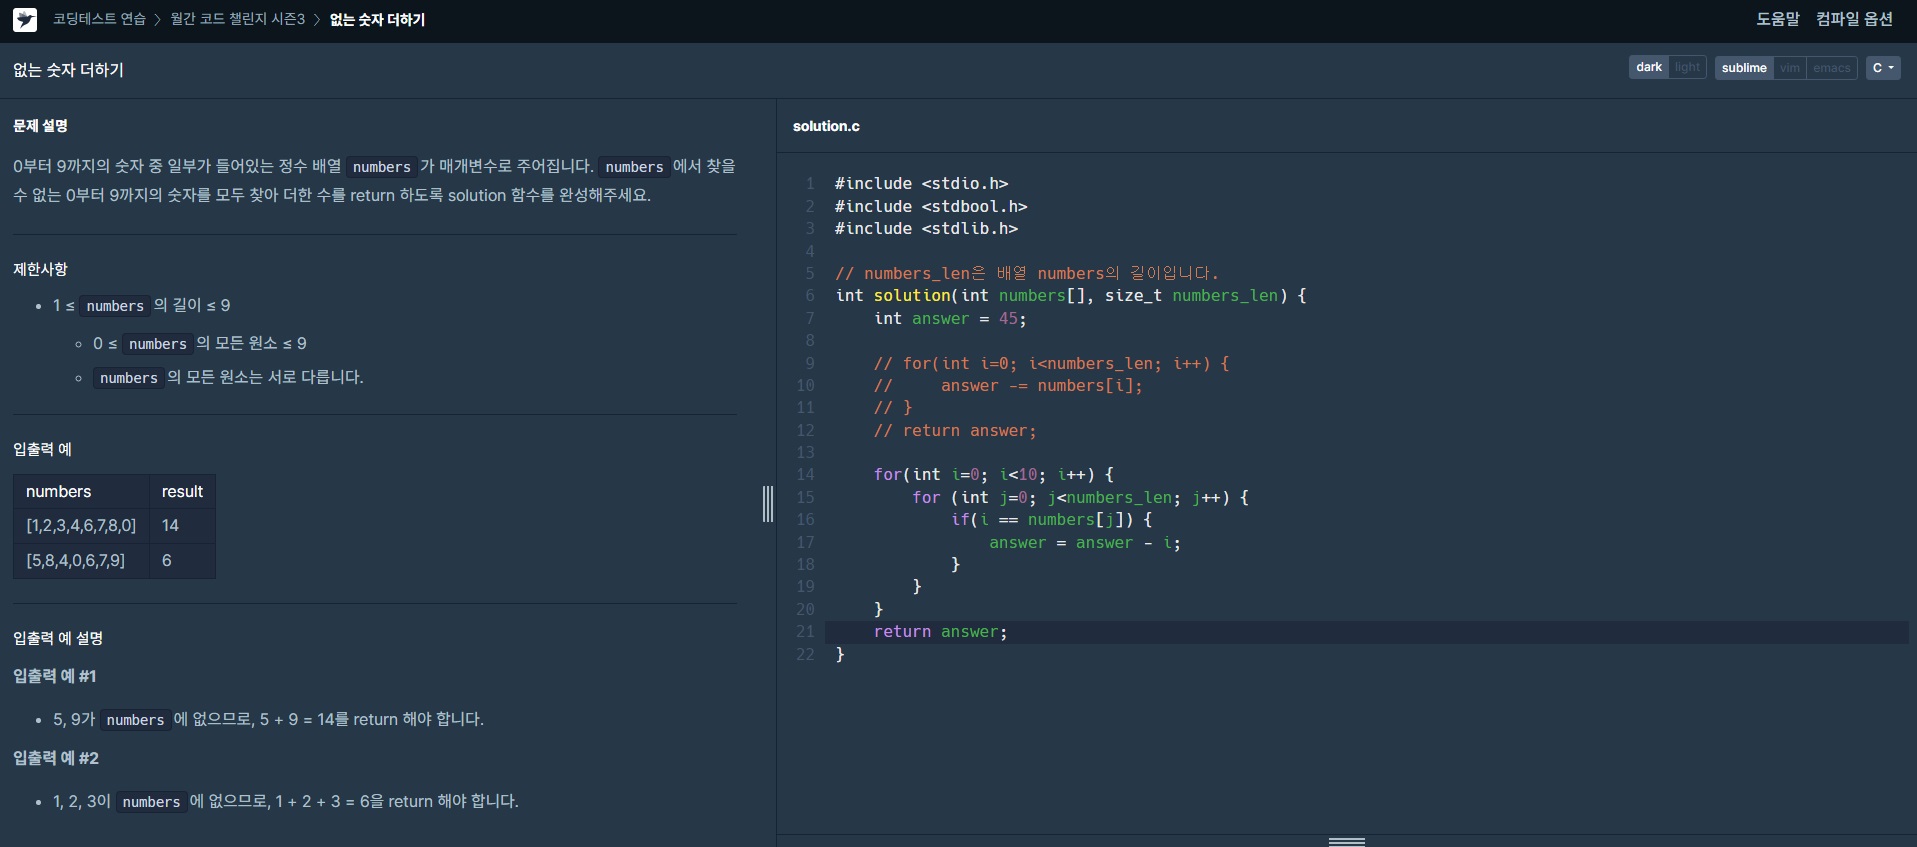 코딩테스트 연습 > 월간 코드 챌린지 시즌3 > 없는 숫자 더하기
도움말 컴파일 옵션
없는 숫자 더하기
dark light sublime vim emacs C
문제 설명
0부터 9까지의 숫자 중 일부가 들어있는 정수 배열 numbers 가 매개변수로 주어집니다. numbers 에서 찾을
수 없는 0부터 9까지의 숫자를 모두 찾아 더한 수를 return 하도록 solution 함수를 완성해주세요.
제한사항
• 1 ≤ numbers 의 길이 ≤ 9
◦ 0 ≤ numbers 의 모든 원소 ≤ 9
◦ numbers 의 모든 원소는 서로 다릅니다.
입출력 예
numbers result
[1,2,3,4,6,7,8,0] 14
[5,8,4,0,6,7,9] 6
입출력 예 설명
입출력 예 #1
• 5, 9가 numbers 에 없으므로, 5 + 9 = 14를 return 해야 합니다.
입출력 예 #2
• 1, 2, 3이 numbers 에 없으므로, 1 + 2 + 3 = 6을 return 해야 합니다.
solution.c
1 #include <stdio.h>
2 #include <stdbool.h>
3 #include <stdlib.h>
4
5 // numbers_len은 배열 numbers의 길이입니다.
6 int solution(int numbers[], size_t numbers_len) {
7     int answer = 45;
8
9     // for(int i=0; i<numbers_len; i++) {
10     //     answer -= numbers[i];
11     // }
12     // return answer;
13
14     for(int i=0; i<10; i++) {
15         for (int j=0; j<numbers_len; j++) {
16             if(i == numbers[j]) {
17                 answer = answer - i;
18             }
19         }
20     }
21     return answer;
22 }